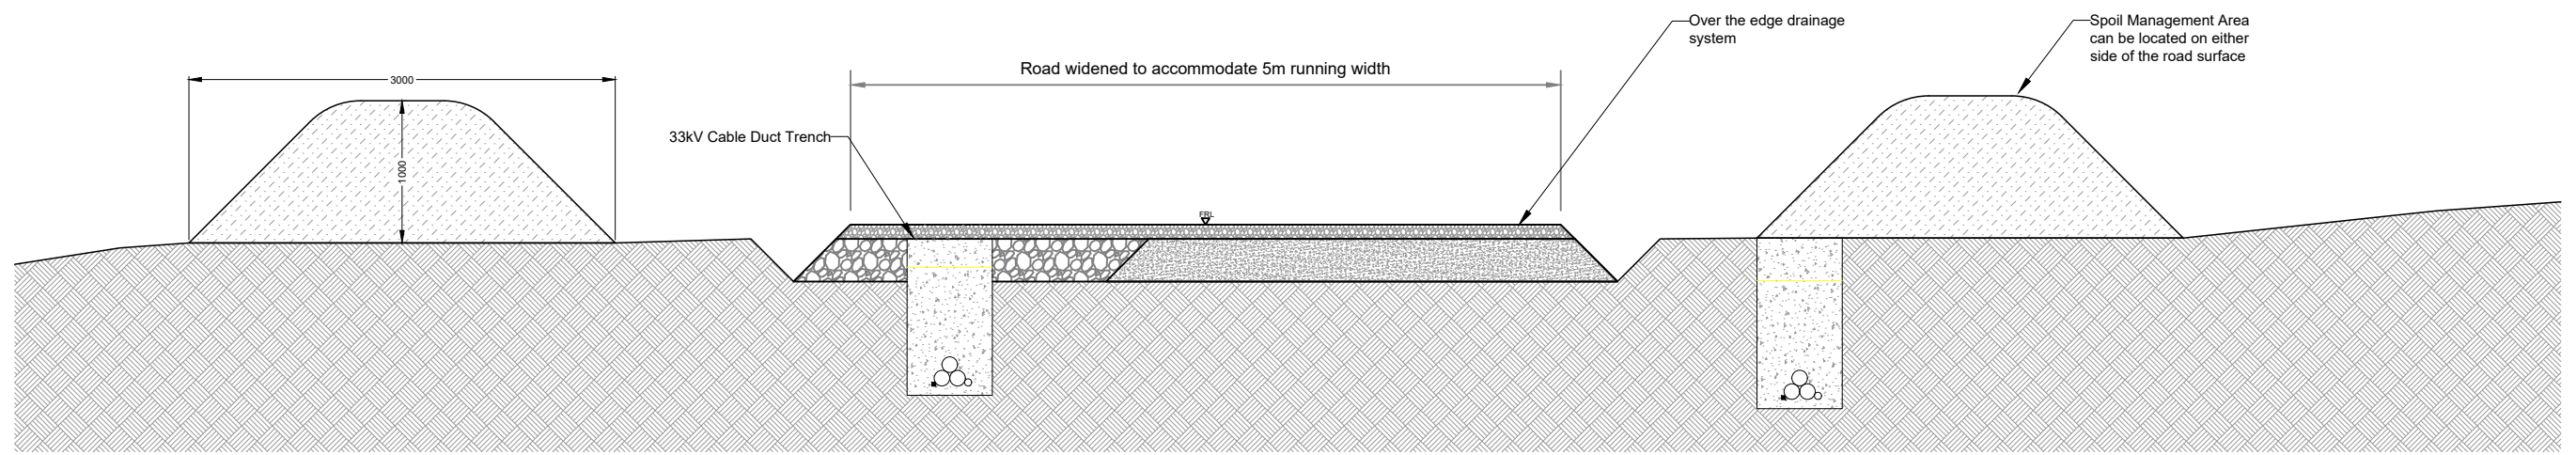 Over the edge drainage
system
Spoil Management Area
can be located on either
side of the road surface
Road widened to accommodate 5m running width
3000
33kV Cable Duct Trench
1000
FRL